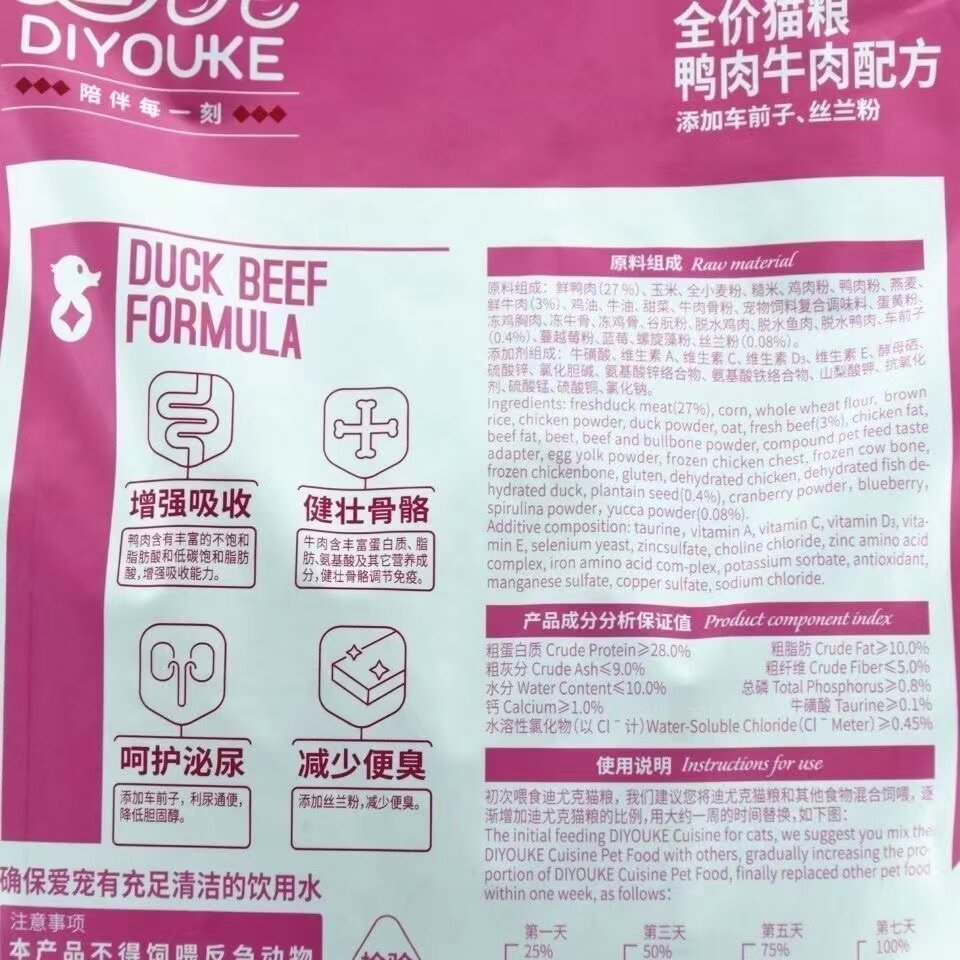 DIYOUKE
陪伴每一刻
全价猫粮
鸭肉牛肉配方
添加车前子、丝兰粉
DUCK BEEF
FORMULA
增强吸收
鸭肉含有丰富的不饱和
脂肪酸和低碳饱和脂肪
酸,增强吸收能力。
健壮骨骼
牛肉含丰富蛋白质、脂
肪、氨基酸及其它营养成
分,健壮骨骼调节免疫。
呵护泌尿
添加车前子，利尿通便，
降低胆固醇。
减少便臭
添加丝兰粉,减少便臭。
确保爱宠有充足清洁的饮用水
注意事项
本产品不得饲喂反刍动物
检验
原料组成 Raw material
原料组成：鲜鸭肉(27%)、玉米、全小麦粉、糙米、鸡肉粉、鸭肉粉、燕麦、
鲜牛肉(3%)、鸡油、牛油、甜菜、牛肉骨粉、宠物饲料复合调味料、蛋黄粉、
冻鸡胸肉、冻牛骨、冻鸡骨、谷朊粉、脱水鸡肉、脱水鱼肉、脱水鸭肉、车前子
(0.4%)、蔓越莓粉、蓝莓、螺旋藻粉、丝兰粉(0.08%)。
添加剂组成：牛磺酸、维生素 A、维生素 C、维生素 D₃、维生素 E、酵母硒、
硫酸锌、氯化胆碱、氨基酸锌络合物、氨基酸铁络合物、山梨酸钾、抗氧化
剂、硫酸锰、硫酸铜、氯化钠。
Ingredients: freshduck meat(27%), corn, whole wheat flour, brown
rice, chicken powder, duck powder, oat, fresh beef(3%), chicken fat,
beef fat, beet, beef and bullbone powder, compound pet feed taste
adapter, egg yolk powder, frozen chicken chest, frozen cow bone,
frozen chickenbone, gluten, dehydrated chicken, dehydrated fish de-
hydrated duck, plantain seed(0.4%), cranberry powder, blueberry,
spirulina powder, yucca powder(0.08%).
Additive composition: taurine, vitamin A, vitamin C, vitamin D₃, vita-
min E, selenium yeast, zincsulfate, choline chloride, zinc amino acid
complex, iron amino acid com-plex, potassium sorbate, antioxidant,
manganese sulfate, copper sulfate, sodium chloride.
产品成分分析保证值 Product component index
粗蛋白质 Crude Protein≥28.0% 粗脂肪 Crude Fat≥10.0%
粗灰分 Crude Ash≤9.0% 粗纤维 Crude Fiber≤5.0%
水分 Water Content≤10.0% 总磷 Total Phosphorus≥0.8%
钙 Calcium≥1.0% 牛磺酸 Taurine≥0.1%
水溶性氯化物(以 Cl⁻ 计) Water-Soluble Chloride(Cl⁻ Meter)≥0.45%
使用说明 Instructions for use
初次喂食迪尤克猫粮，我们建议您将迪尤克猫粮和其他食物混合饲喂，逐
渐增加迪尤克猫粮的比例,用大约一周的时间替换,如下图：
The initial feeding DIYOUKE Cuisine for cats, we suggest you mix the
DIYOUKE Cuisine Pet Food with others, gradually increasing the pro-
portion of DIYOUKE Cuisine Pet Food, finally replaced other pet food
within one week, as follows:
第一天 第三天 第五天 第七天
25% 50% 75% 100%